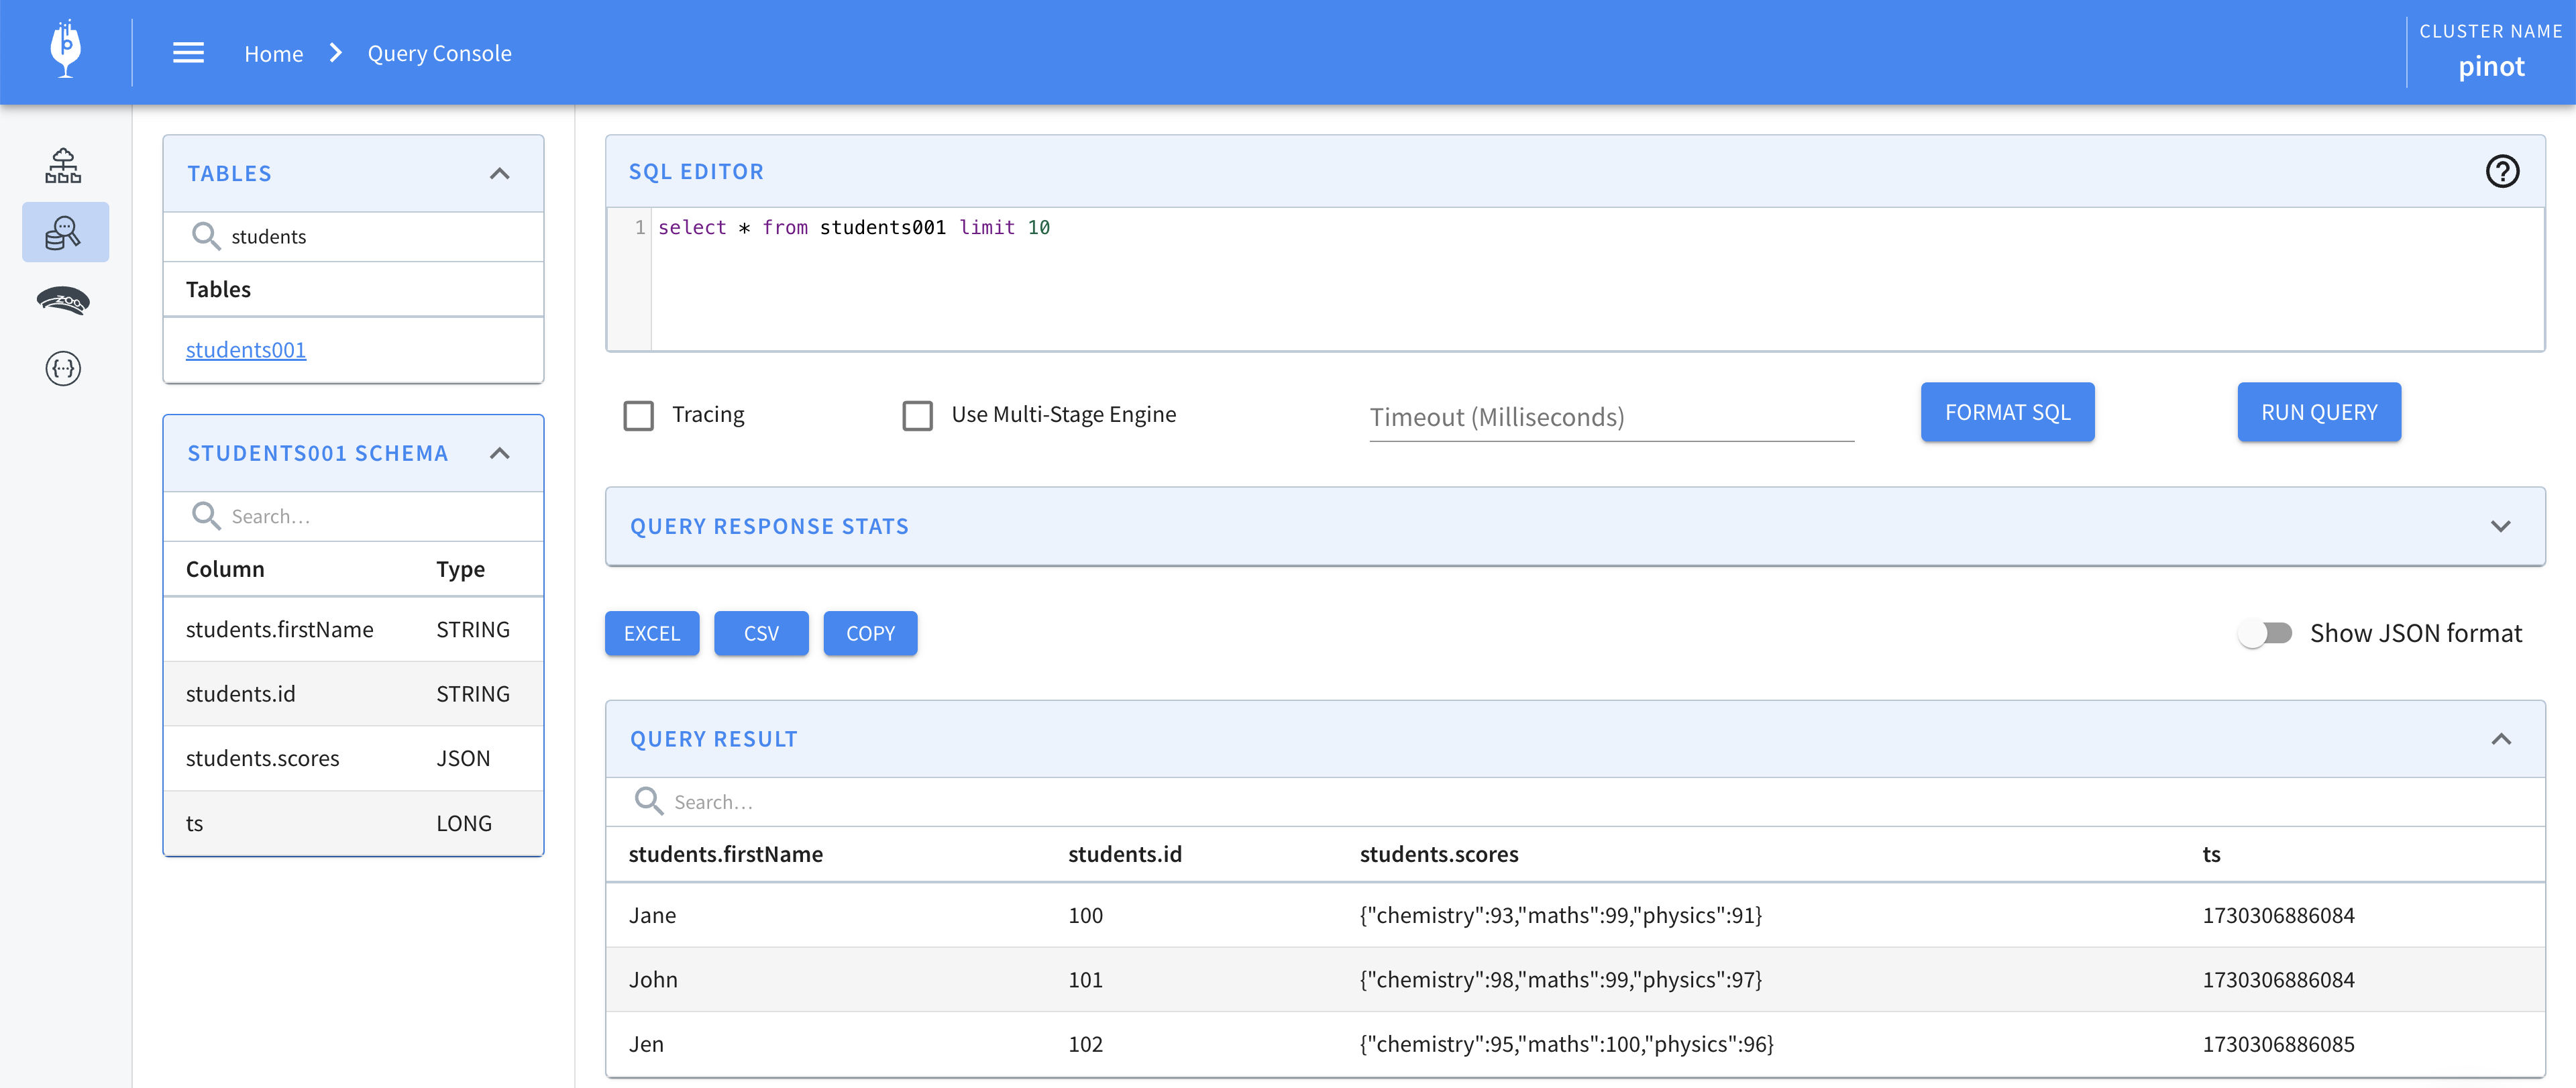 Home > Query Console
CLUSTER NAME
pinot
TABLES
students
Tables
students001
STUDENTS001 SCHEMA
Search...
Column Type
students.firstName STRING
students.id STRING
students.scores JSON
ts LONG
SQL EDITOR
1 select * from students001 limit 10
Tracing Use Multi-Stage Engine Timeout (Milliseconds) FORMAT SQL RUN QUERY
QUERY RESPONSE STATS
EXCEL CSV COPY Show JSON format
QUERY RESULT
Search...
students.firstName students.id students.scores ts
Jane 100 {"chemistry":93,"maths":99,"physics":91} 1730306886084
John 101 {"chemistry":98,"maths":99,"physics":97} 1730306886084
Jen 102 {"chemistry":95,"maths":100,"physics":96} 1730306886085
ZOO